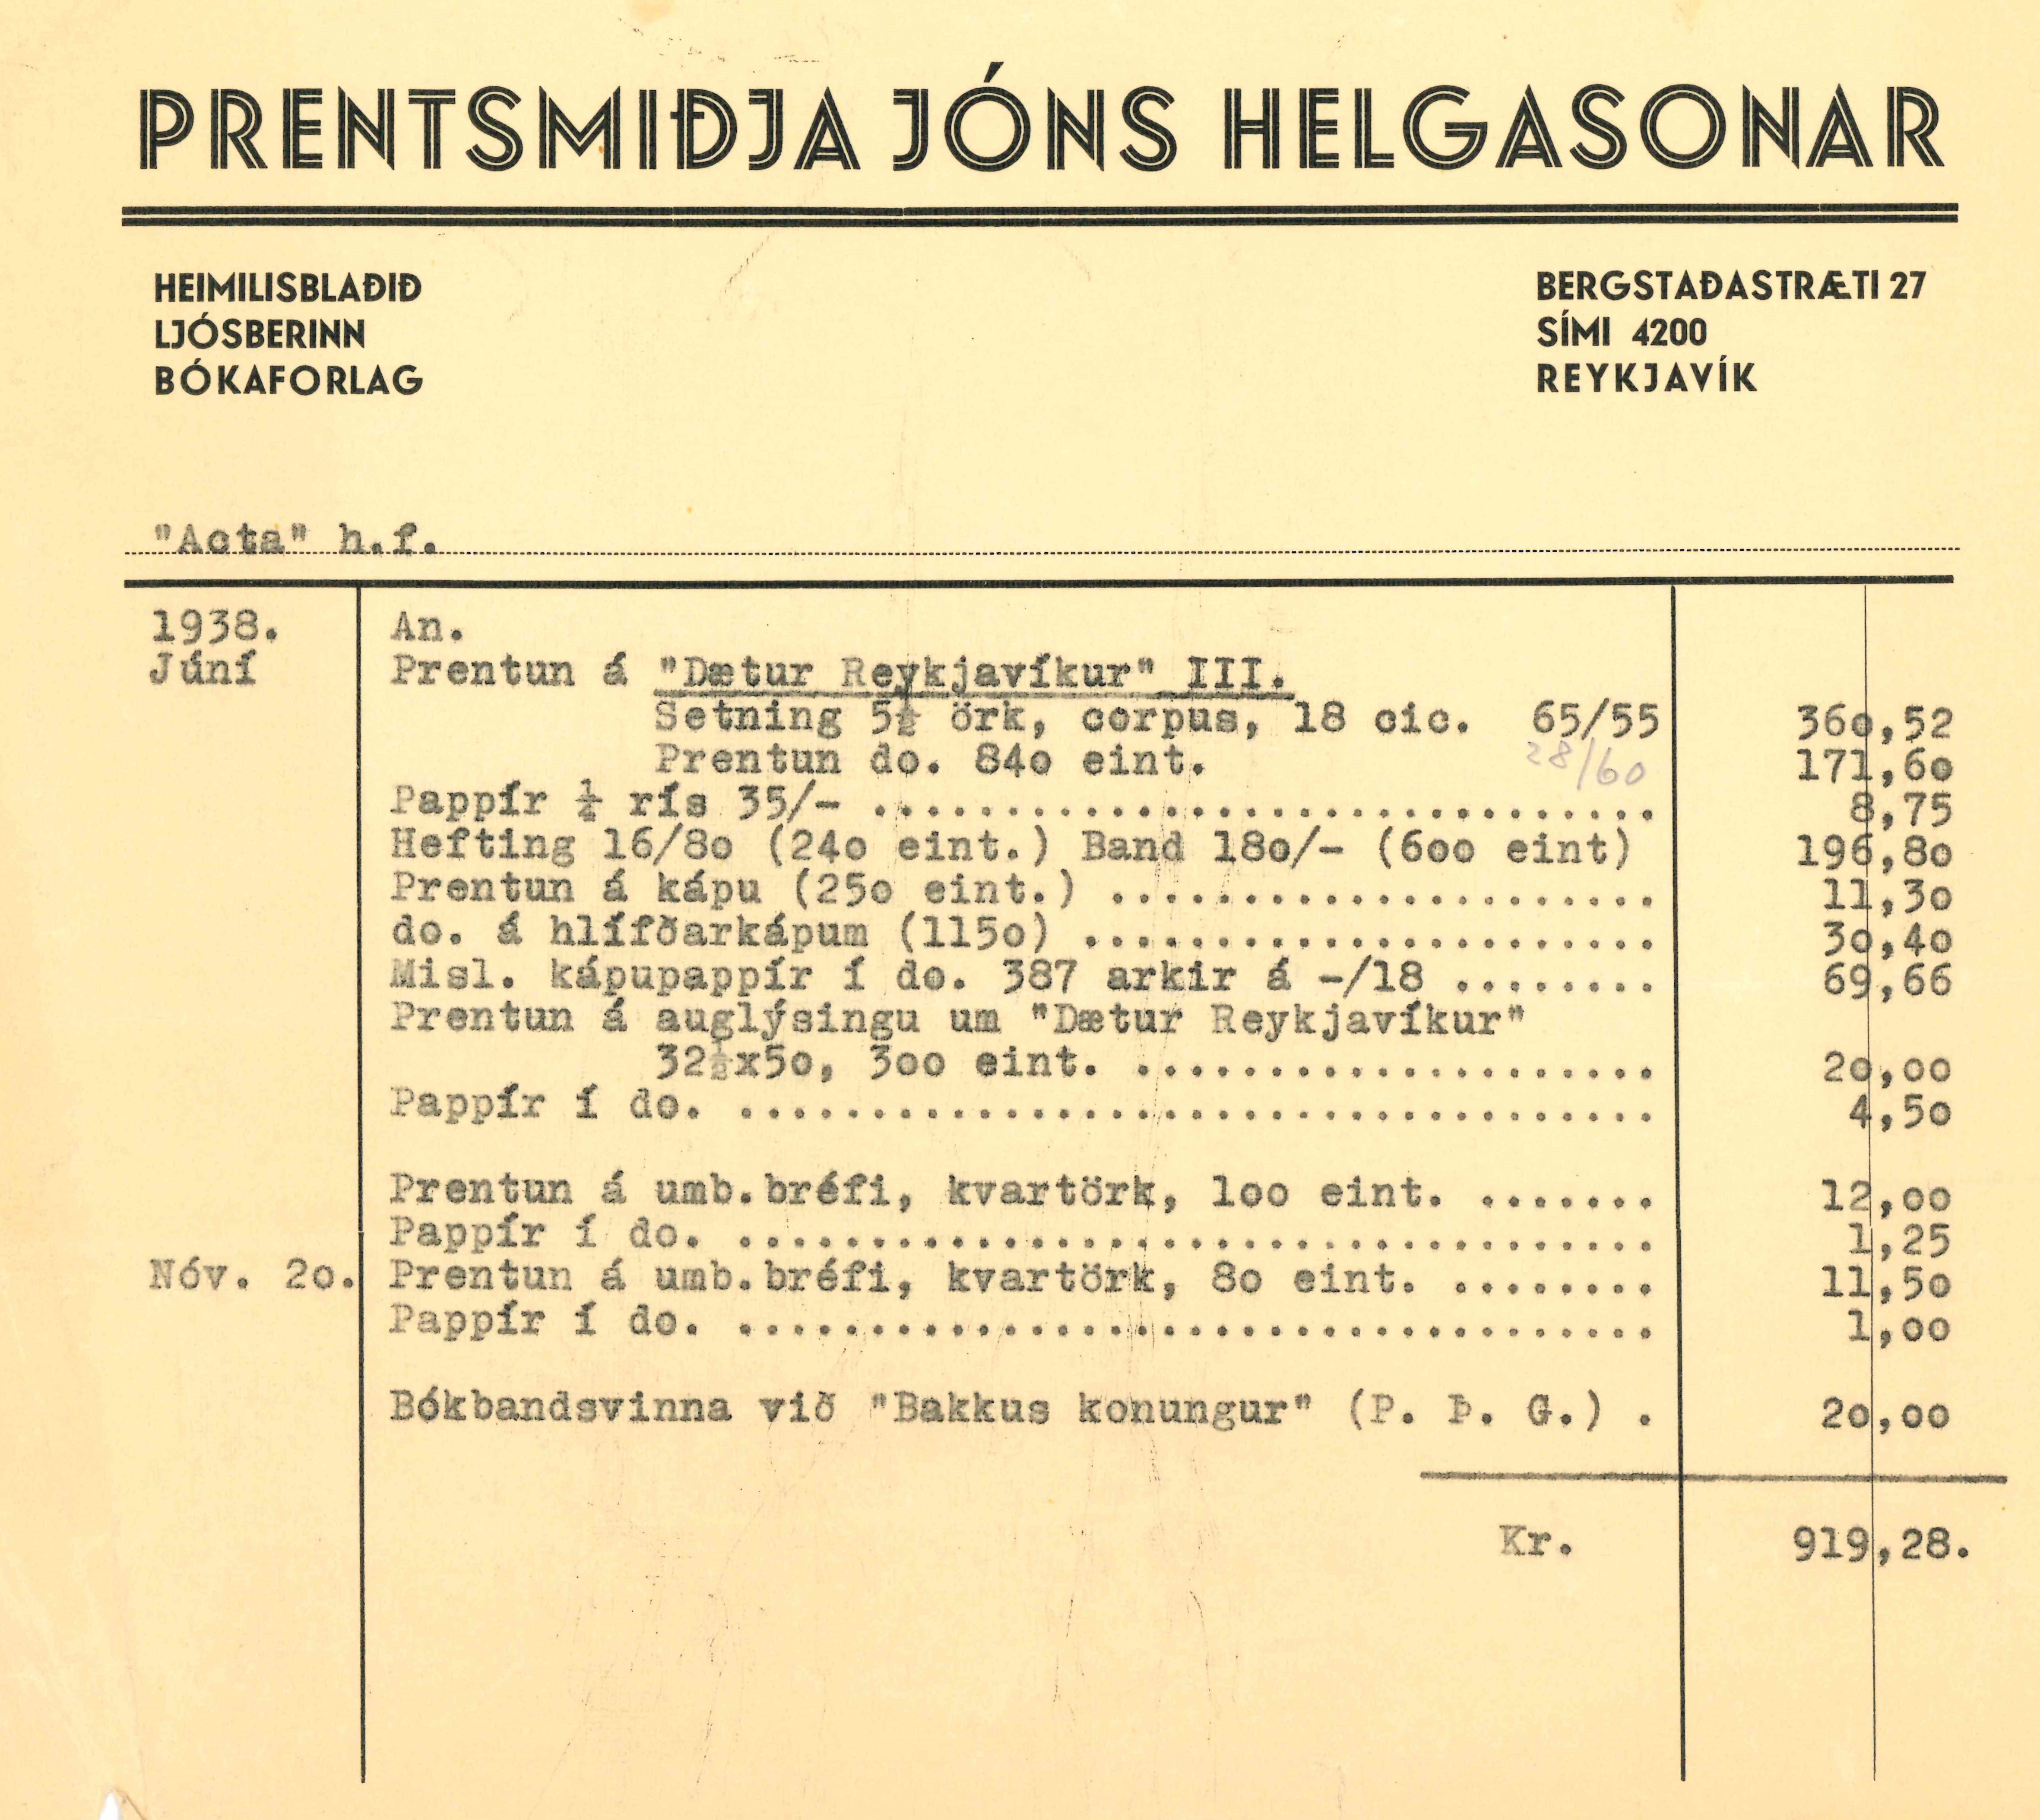 PRENTSMIÐJA JÓNS HELGASONAR
HEIMILISBLAÐIÐ
LJÓSBERINN
BÓKAFORLAG
BERGSTAÐASTRÆTI 27
SÍMI 4200
REYKJAVÍK
"Acta" h.f.
1938. An.
Júní Prentun á "Dætur Reykjavíkur" III.
Setning 5½ örk, corpus, 18 cic. 65/55 360,52
Prentun do. 840 eint. 28/60 171,60
Pappír ¼ rís 35/- .............................. 8,75
Hefting 16/80 (240 eint.) Band 180/- (600 eint) 196,80
Prentun á kápu (250 eint.) ..................... 11,30
do. á hlífðarkápum (1150) ...................... 30,40
Misl. kápupappír í do. 387 arkir á -/18 ........ 69,66
Prentun á auglýsingu um "Dætur Reykjavíkur"
32½x50, 300 eint. .................... 20,00
Pappír í do. ................................... 4,50
Prentun á umb.bréfi, kvartörk, 100 eint. ....... 12,00
Pappír í do. ................................... 1,25
Nóv. 20. Prentun á umb.bréfi, kvartörk, 80 eint. ........ 11,50
Pappír í do. ................................... 1,00
Bókbandsvinna við "Bakkus konungur" (P. Þ. G.) . 20,00
Kr. 919,28.